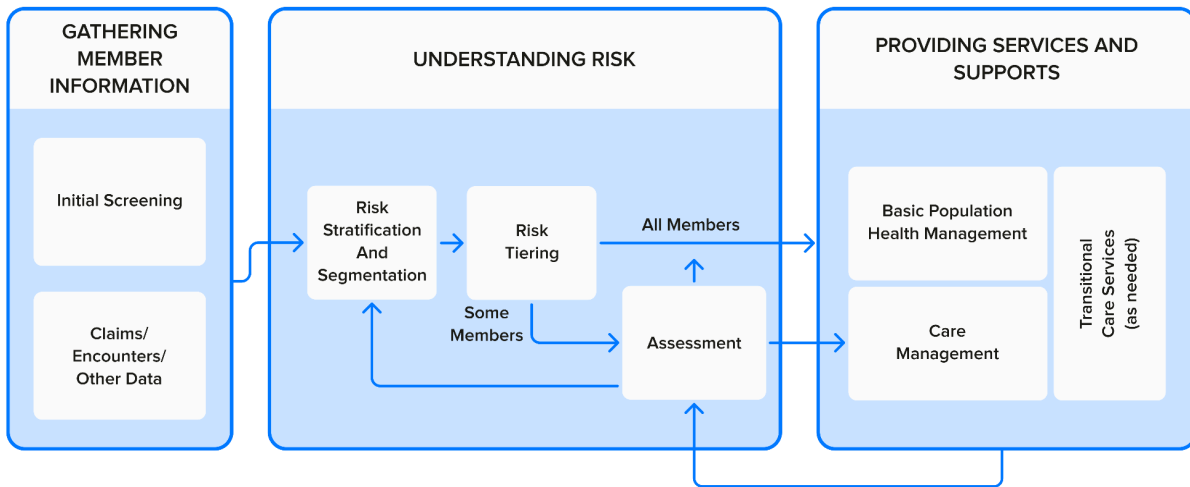 GATHERING
MEMBER
INFORMATION
Initial Screening
Claims/
Encounters/
Other Data
UNDERSTANDING RISK
Risk
Stratification
And
Segmentation
Risk
Tiering
All Members
Some
Members
Assessment
PROVIDING SERVICES AND
SUPPORTS
Basic Population
Health Management
Care
Management
Transitional
Care Services
(as needed)